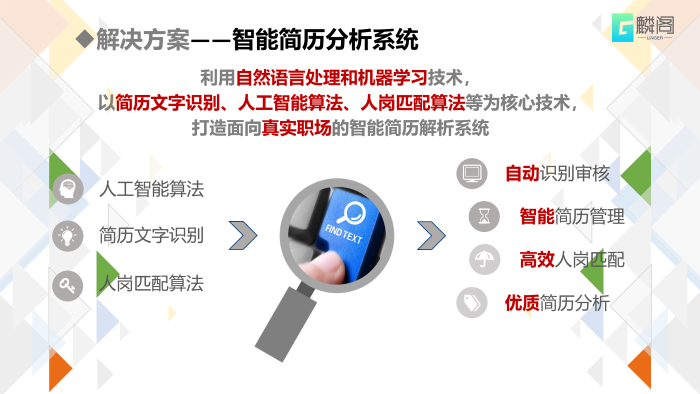 解决方案——智能简历分析系统
麟阁
LINGER
利用自然语言处理和机器学习技术，
以简历文字识别、人工智能算法、人岗匹配算法等为核心技术，
打造面向真实职场的智能简历解析系统
人工智能算法
简历文字识别
人岗匹配算法
FIND TEXT
自动识别审核
智能简历管理
高效人岗匹配
优质简历分析